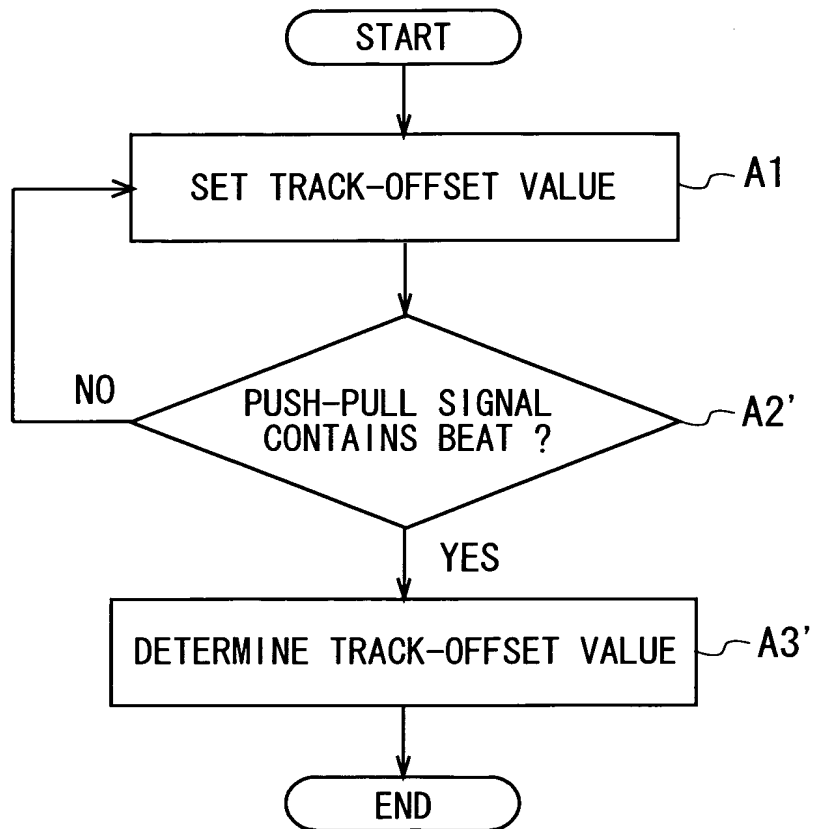 START
SET TRACK-OFFSET VALUE
A1
NO
PUSH-PULL SIGNAL
CONTAINS BEAT ?
A2'
YES
DETERMINE TRACK-OFFSET VALUE
A3'
END